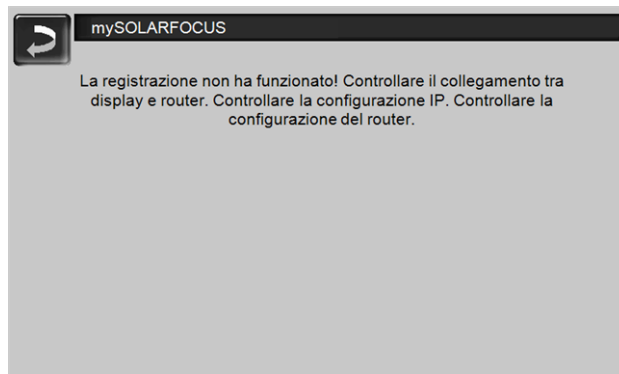 mySOLARFOCUS
La registrazione non ha funzionato! Controllare il collegamento tra
display e router. Controllare la configurazione IP. Controllare la
configurazione del router.